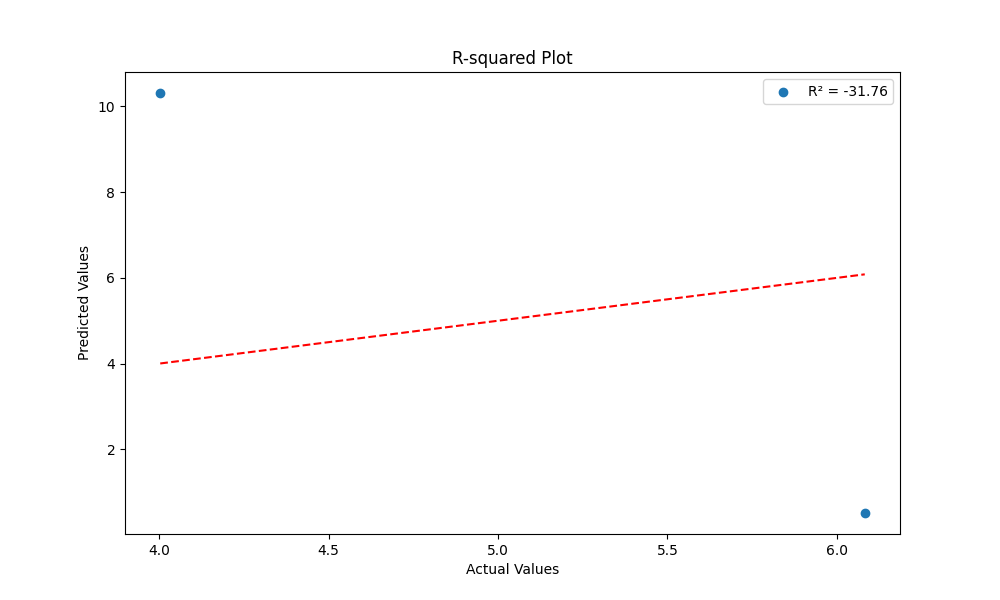 R-squared Plot
R² = -31.76
10
8
6
4
2
Predicted Values
4.0
4.5
5.0
5.5
6.0
Actual Values